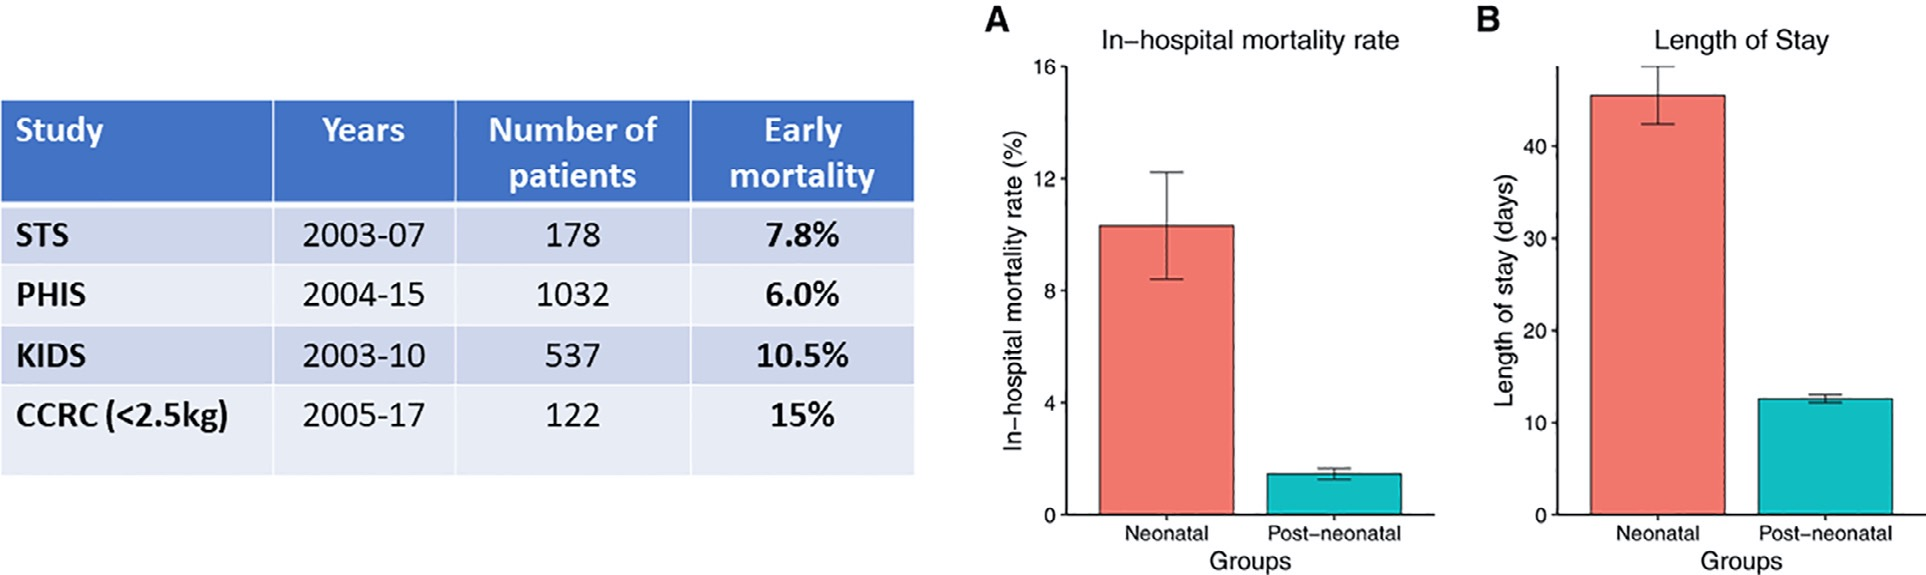 Study Years Number of patients Early mortality
STS 2003-07 178 7.8%
PHIS 2004-15 1032 6.0%
KIDS 2003-10 537 10.5%
CCRC (<2.5kg) 2005-17 122 15%
A
In-hospital mortality rate
In-hospital mortality rate (%)
16
12
8
4
0
Neonatal Post-neonatal
Groups
B
Length of Stay
Length of stay (days)
40
30
20
10
0
Neonatal Post-neonatal
Groups